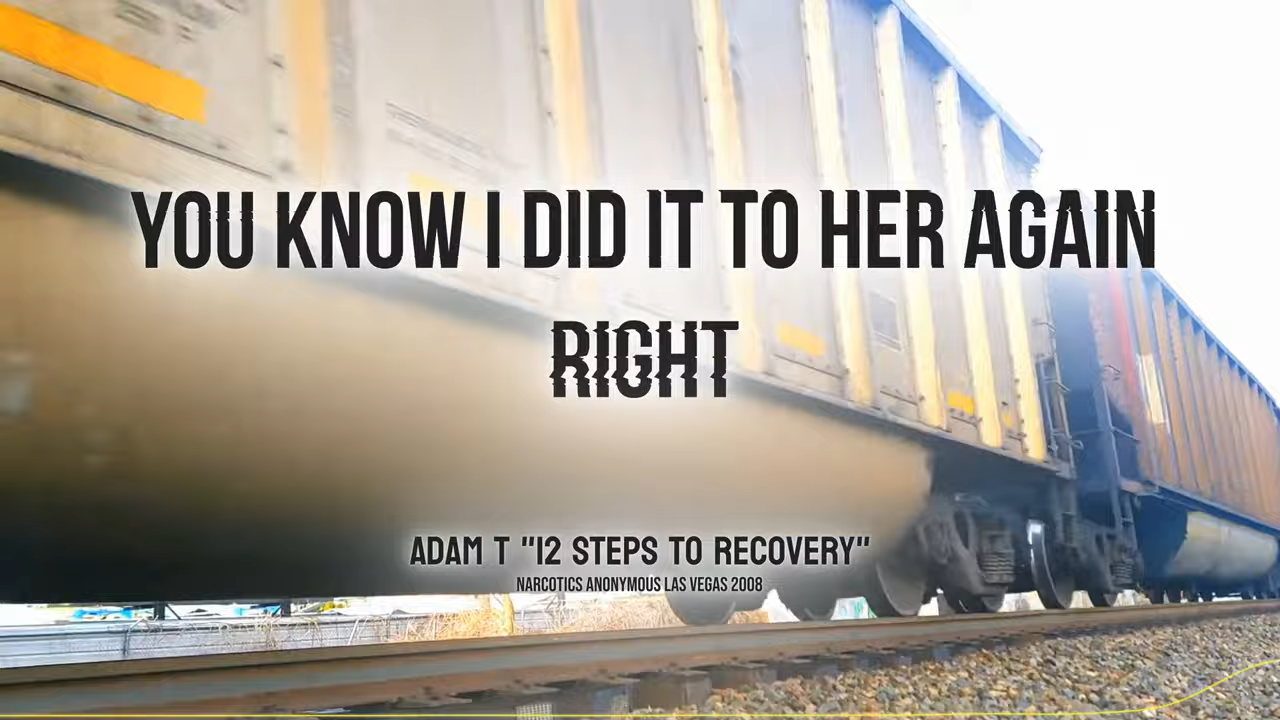 YOU KNOW I DID IT TO HER AGAIN
RIGHT
ADAM T "12 STEPS TO RECOVERY"
NARCOTICS ANONYMOUS LAS VEGAS 2008